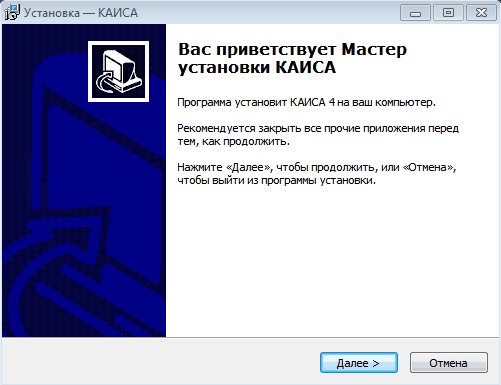 Установка — КАИСА
Вас приветствует Мастер
установки КАИСА
Программа установит КАИСА 4 на ваш компьютер.
Рекомендуется закрыть все прочие приложения перед
тем, как продолжить.
Нажмите «Далее», чтобы продолжить, или «Отмена»,
чтобы выйти из программы установки.
Далее >
Отмена